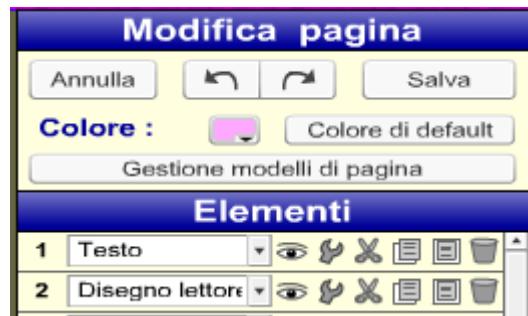 Modifica pagina
Annulla Salva
Colore : Colore di default
Gestione modelli di pagina
Elementi
1 Testo
2 Disegno lettore